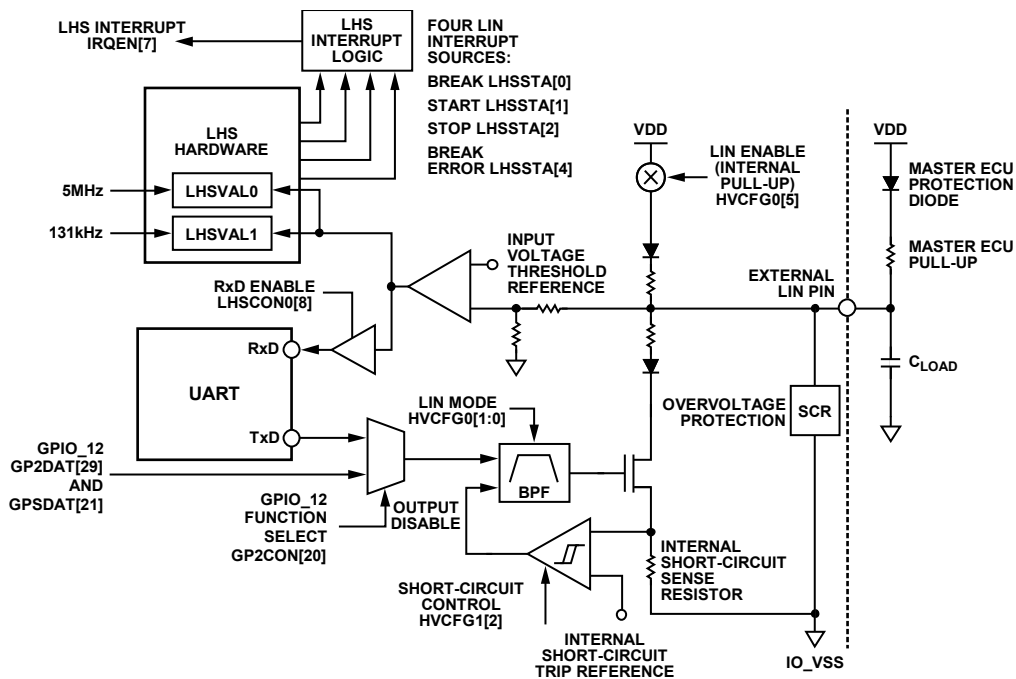 LHS INTERRUPT
IRQEN[7]
LHS
INTERRUPT
LOGIC
FOUR LIN
INTERRUPT
SOURCES:
BREAK LHSSTA[0]
START LHSSTA[1]
STOP LHSSTA[2]
BREAK
ERROR LHSSTA[4]
LHS
HARDWARE
5MHz
LHSVAL0
131kHz
LHSVAL1
VDD
LIN ENABLE
(INTERNAL
PULL-UP)
HVCFG0[5]
VDD
MASTER ECU
PROTECTION
DIODE
MASTER ECU
PULL-UP
INPUT
VOLTAGE
THRESHOLD
REFERENCE
EXTERNAL
LIN PIN
RxD ENABLE
LHSCON0[8]
RxD
UART
TxD
CLOAD
OVERVOLTAGE
PROTECTION
SCR
LIN MODE
HVCFG0[1:0]
BPF
GPIO_12
GP2DAT[29]
AND
GPSDAT[21]
GPIO_12
FUNCTION
SELECT
GP2CON[20]
OUTPUT
DISABLE
INTERNAL
SHORT-CIRCUIT
SENSE
RESISTOR
SHORT-CIRCUIT
CONTROL
HVCFG1[2]
INTERNAL
SHORT-CIRCUIT
TRIP REFERENCE
IO_VSS